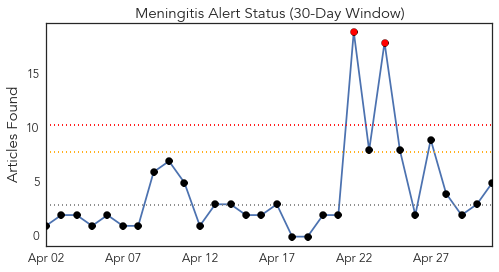 Meningitis Alert Status (30-Day Window)
Articles Found
15
10
5
0
Apr 02 Apr 07 Apr 12 Apr 17 Apr 22 Apr 27